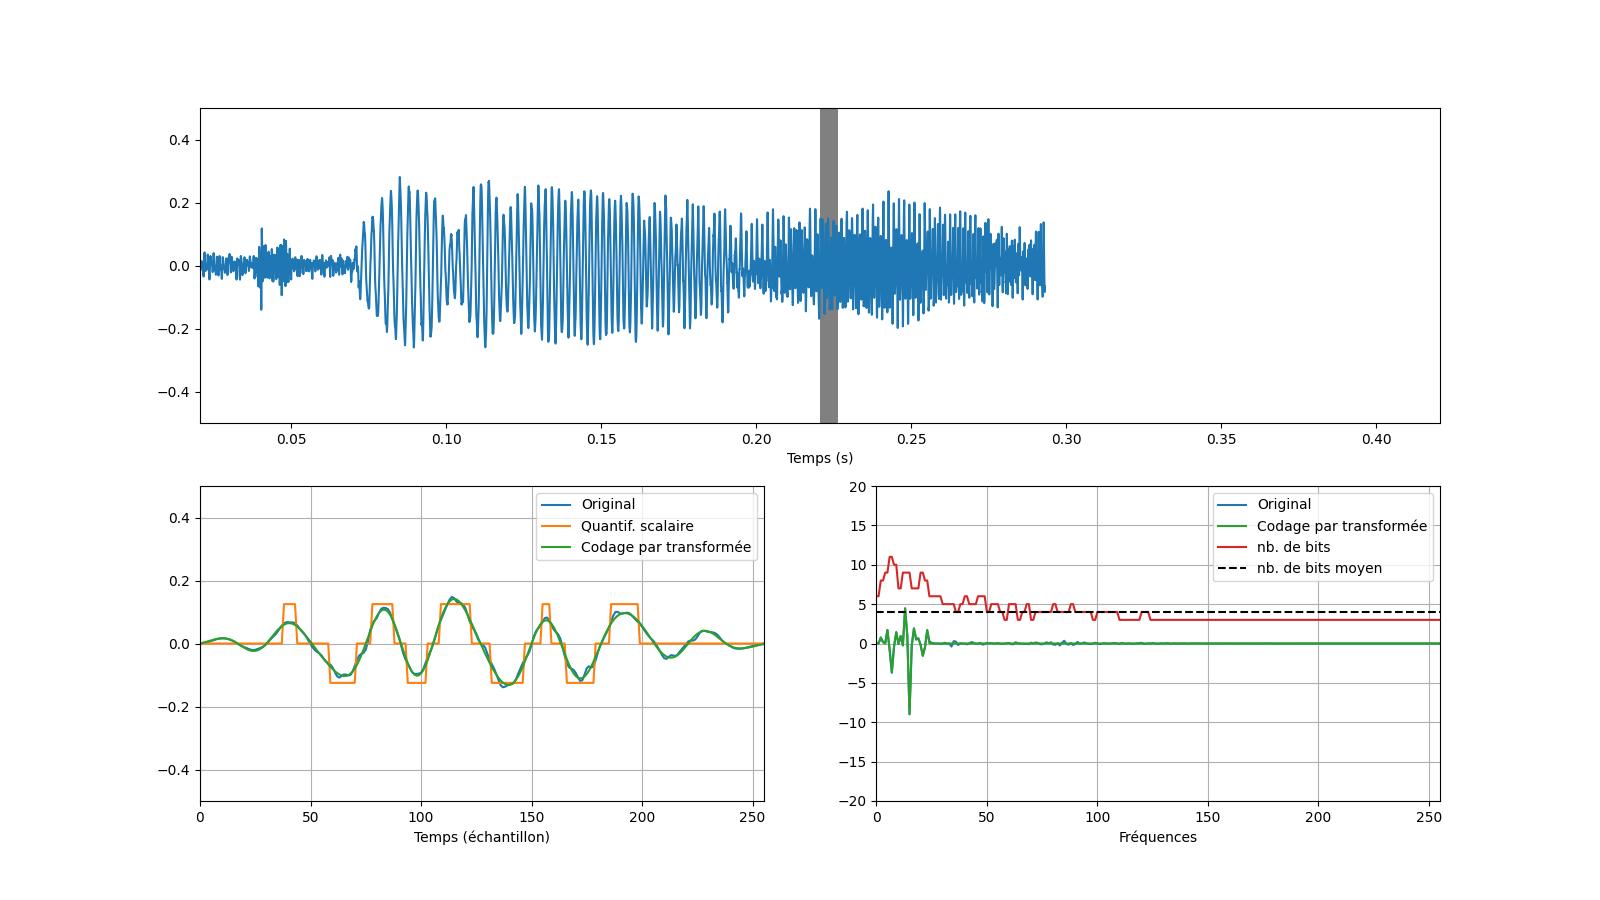 0.4
0.2
0.0
−0.2
−0.4
0.05 0.10 0.15 0.20 0.25 0.30 0.35 0.40
Temps (s)
0.4
0.2
0.0
−0.2
−0.4
0 50 100 150 200 250
Temps (échantillon)
Original
Quantif. scalaire
Codage par transformée
20
15
10
5
0
−5
−10
−15
−20
0 50 100 150 200 250
Fréquences
Original
Codage par transformée
nb. de bits
nb. de bits moyen